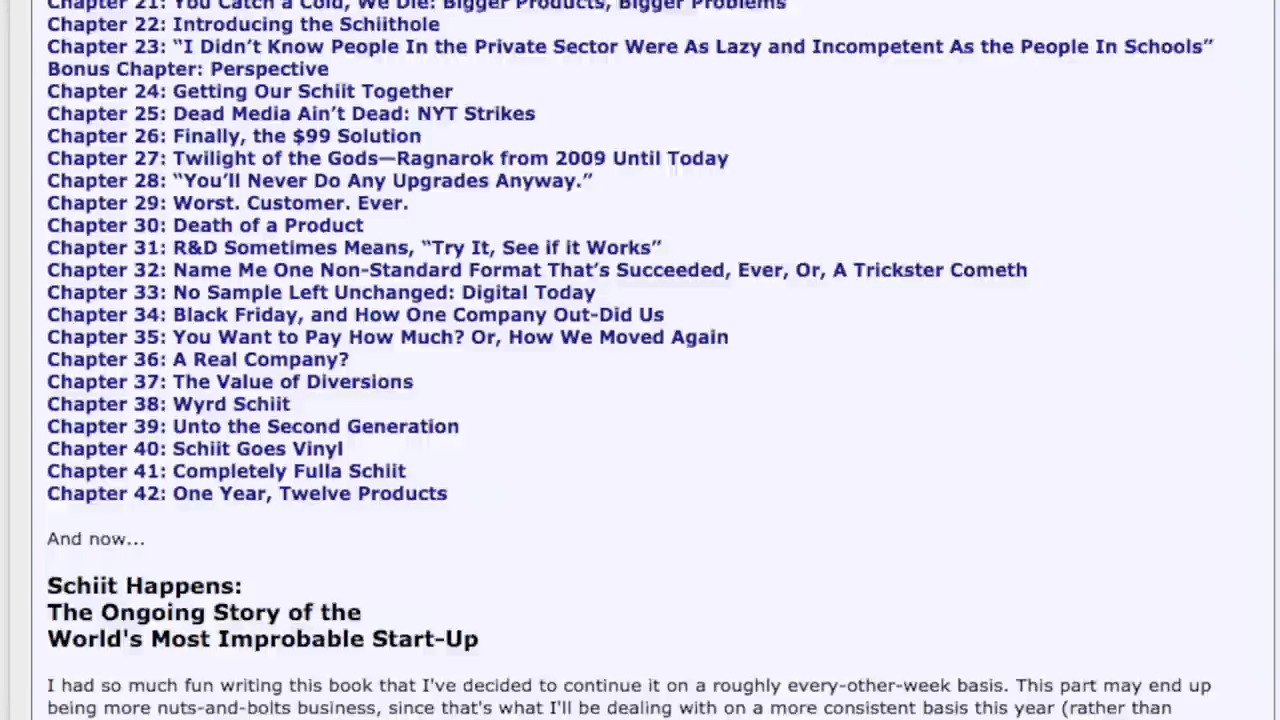 Chapter 21: You Catch a Cold, We Die: Bigger Products, Bigger Problems
Chapter 22: Introducing the Schiithole
Chapter 23: “I Didn’t Know People In the Private Sector Were As Lazy and Incompetent As the People In Schools”
Bonus Chapter: Perspective
Chapter 24: Getting Our Schiit Together
Chapter 25: Dead Media Ain’t Dead: NYT Strikes
Chapter 26: Finally, the $99 Solution
Chapter 27: Twilight of the Gods—Ragnarok from 2009 Until Today
Chapter 28: “You’ll Never Do Any Upgrades Anyway.”
Chapter 29: Worst. Customer. Ever.
Chapter 30: Death of a Product
Chapter 31: R&D Sometimes Means, “Try It, See if it Works”
Chapter 32: Name Me One Non-Standard Format That’s Succeeded, Ever, Or, A Trickster Cometh
Chapter 33: No Sample Left Unchanged: Digital Today
Chapter 34: Black Friday, and How One Company Out-Did Us
Chapter 35: You Want to Pay How Much? Or, How We Moved Again
Chapter 36: A Real Company?
Chapter 37: The Value of Diversions
Chapter 38: Wyrd Schiit
Chapter 39: Unto the Second Generation
Chapter 40: Schiit Goes Vinyl
Chapter 41: Completely Fulla Schiit
Chapter 42: One Year, Twelve Products
And now...
Schiit Happens:
The Ongoing Story of the
World's Most Improbable Start-Up
I had so much fun writing this book that I've decided to continue it on a roughly every-other-week basis. This part may end up
being more nuts-and-bolts business, since that's what I'll be dealing with on a more consistent basis this year (rather than